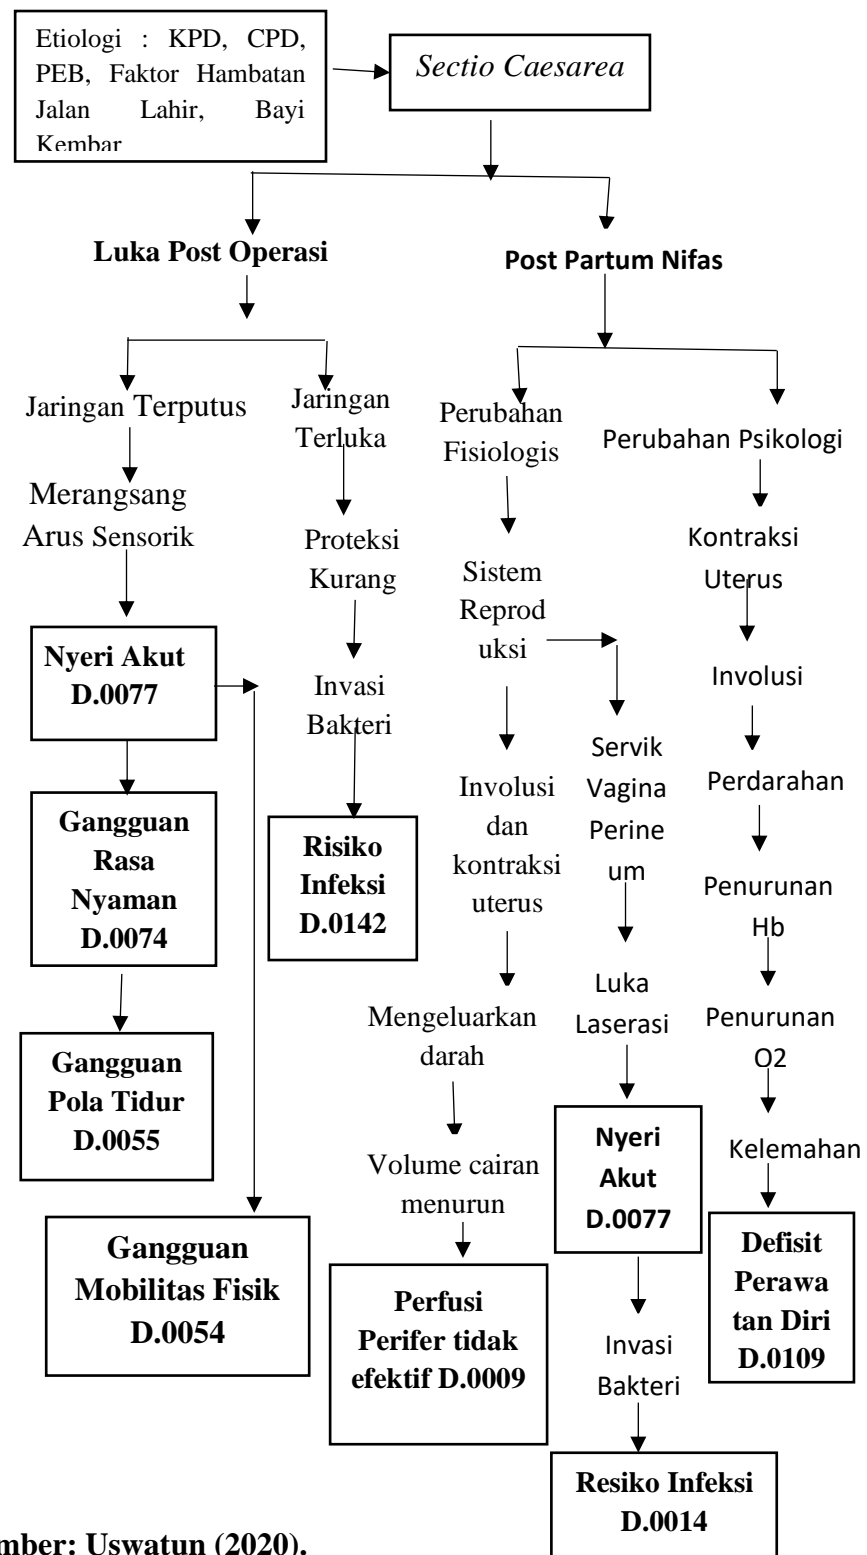 Etiologi : KPD, CPD,
PEB, Faktor Hambatan
Jalan Lahir, Bayi
Kembar
Sectio Caesarea
Luka Post Operasi
Post Partum Nifas
Jaringan Terputus
Jaringan
Terluka
Perubahan
Fisiologis
Perubahan Psikologi
Merangsang
Arus Sensorik
Proteksi
Kurang
Sistem
Reprod
uksi
Kontraksi
Uterus
Nyeri Akut
D.0077
Invasi
Bakteri
Involusi
Servik
Vagina
Perine
um
Perdarahan
Gangguan
Rasa
Nyaman
D.0074
Risiko
Infeksi
D.0142
Involusi
dan
kontraksi
uterus
Penurunan
Hb
Luka
Laserasi
Mengeluarkan
darah
Penurunan
O2
Gangguan
Pola Tidur
D.0055
Nyeri
Akut
D.0077
Kelemahan
Volume cairan
menurun
Gangguan
Mobilitas Fisik
D.0054
Perfusi
Perifer tidak
efektif D.0009
Defisit
Perawa
tan Diri
D.0109
Invasi
Bakteri
Resiko Infeksi
D.0014
mber: Uswatun (2020).